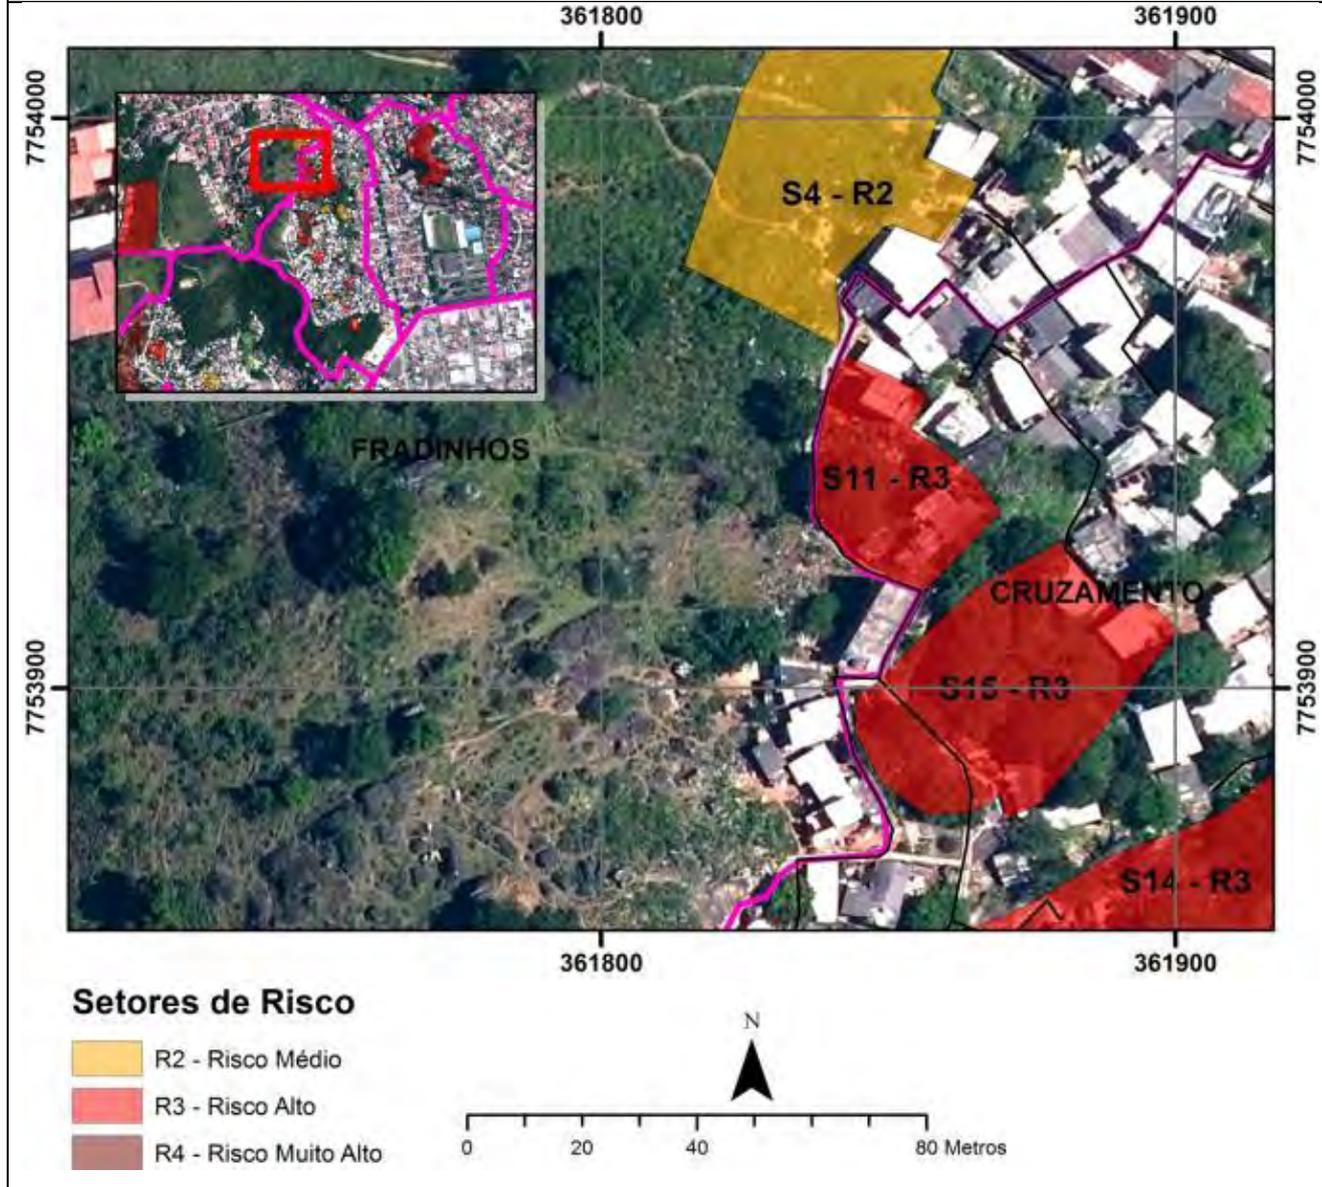 361800
361900
7754000
7754000
S4 - R2
FRADINHOS
S11 - R3
CRUZAMENTO
7753900
7753900
S15 - R3
S14 - R3
361800
361900
Setores de Risco
R2 - Risco Médio
R3 - Risco Alto
R4 - Risco Muito Alto
N
0 20 40 80 Metros